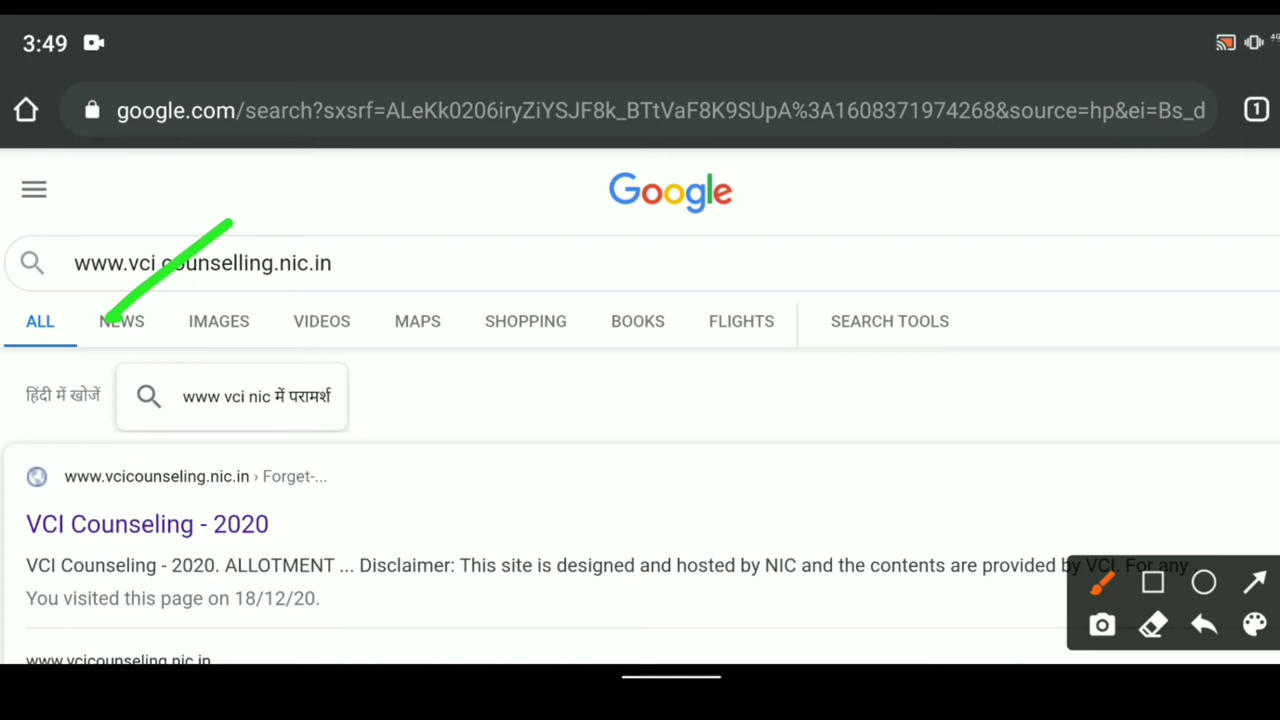 3:49
4G
google.com/search?sxsrf=ALeKk0206iryZiYSJF8k_BTtVaF8K9SUpA%3A1608371974268&source=hp&ei=Bs_d
1
Google
www.vci counselling.nic.in
ALL NEWS IMAGES VIDEOS MAPS SHOPPING BOOKS FLIGHTS SEARCH TOOLS
हिंदी में खोजें www vci nic में परामर्श
www.vcicounseling.nic.in › Forget-...
VCI Counseling - 2020
VCI Counseling - 2020. ALLOTMENT ... Disclaimer: This site is designed and hosted by NIC and the contents are provided by VCI. For any ...
You visited this page on 18/12/20.
www.vcicounseling.nic.in